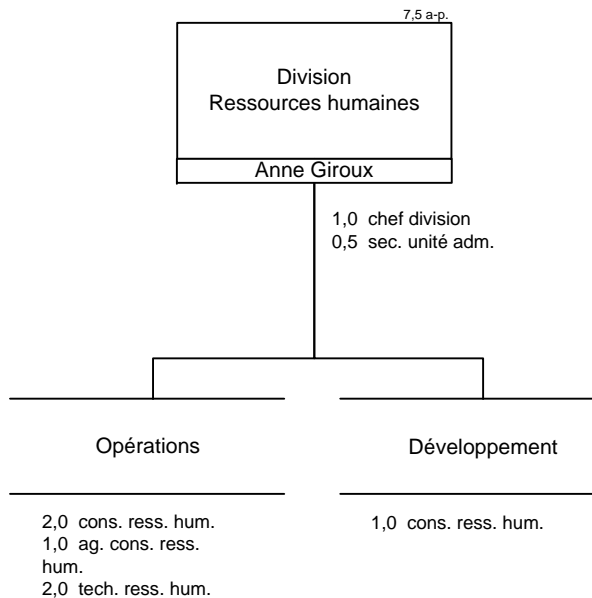 7,5 a-p.
Division
Ressources humaines
Anne Giroux
1,0 chef division
0,5 sec. unité adm.
Opérations
2,0 cons. ress. hum.
1,0 ag. cons. ress.
hum.
2,0 tech. ress. hum.
Développement
1,0 cons. ress. hum.